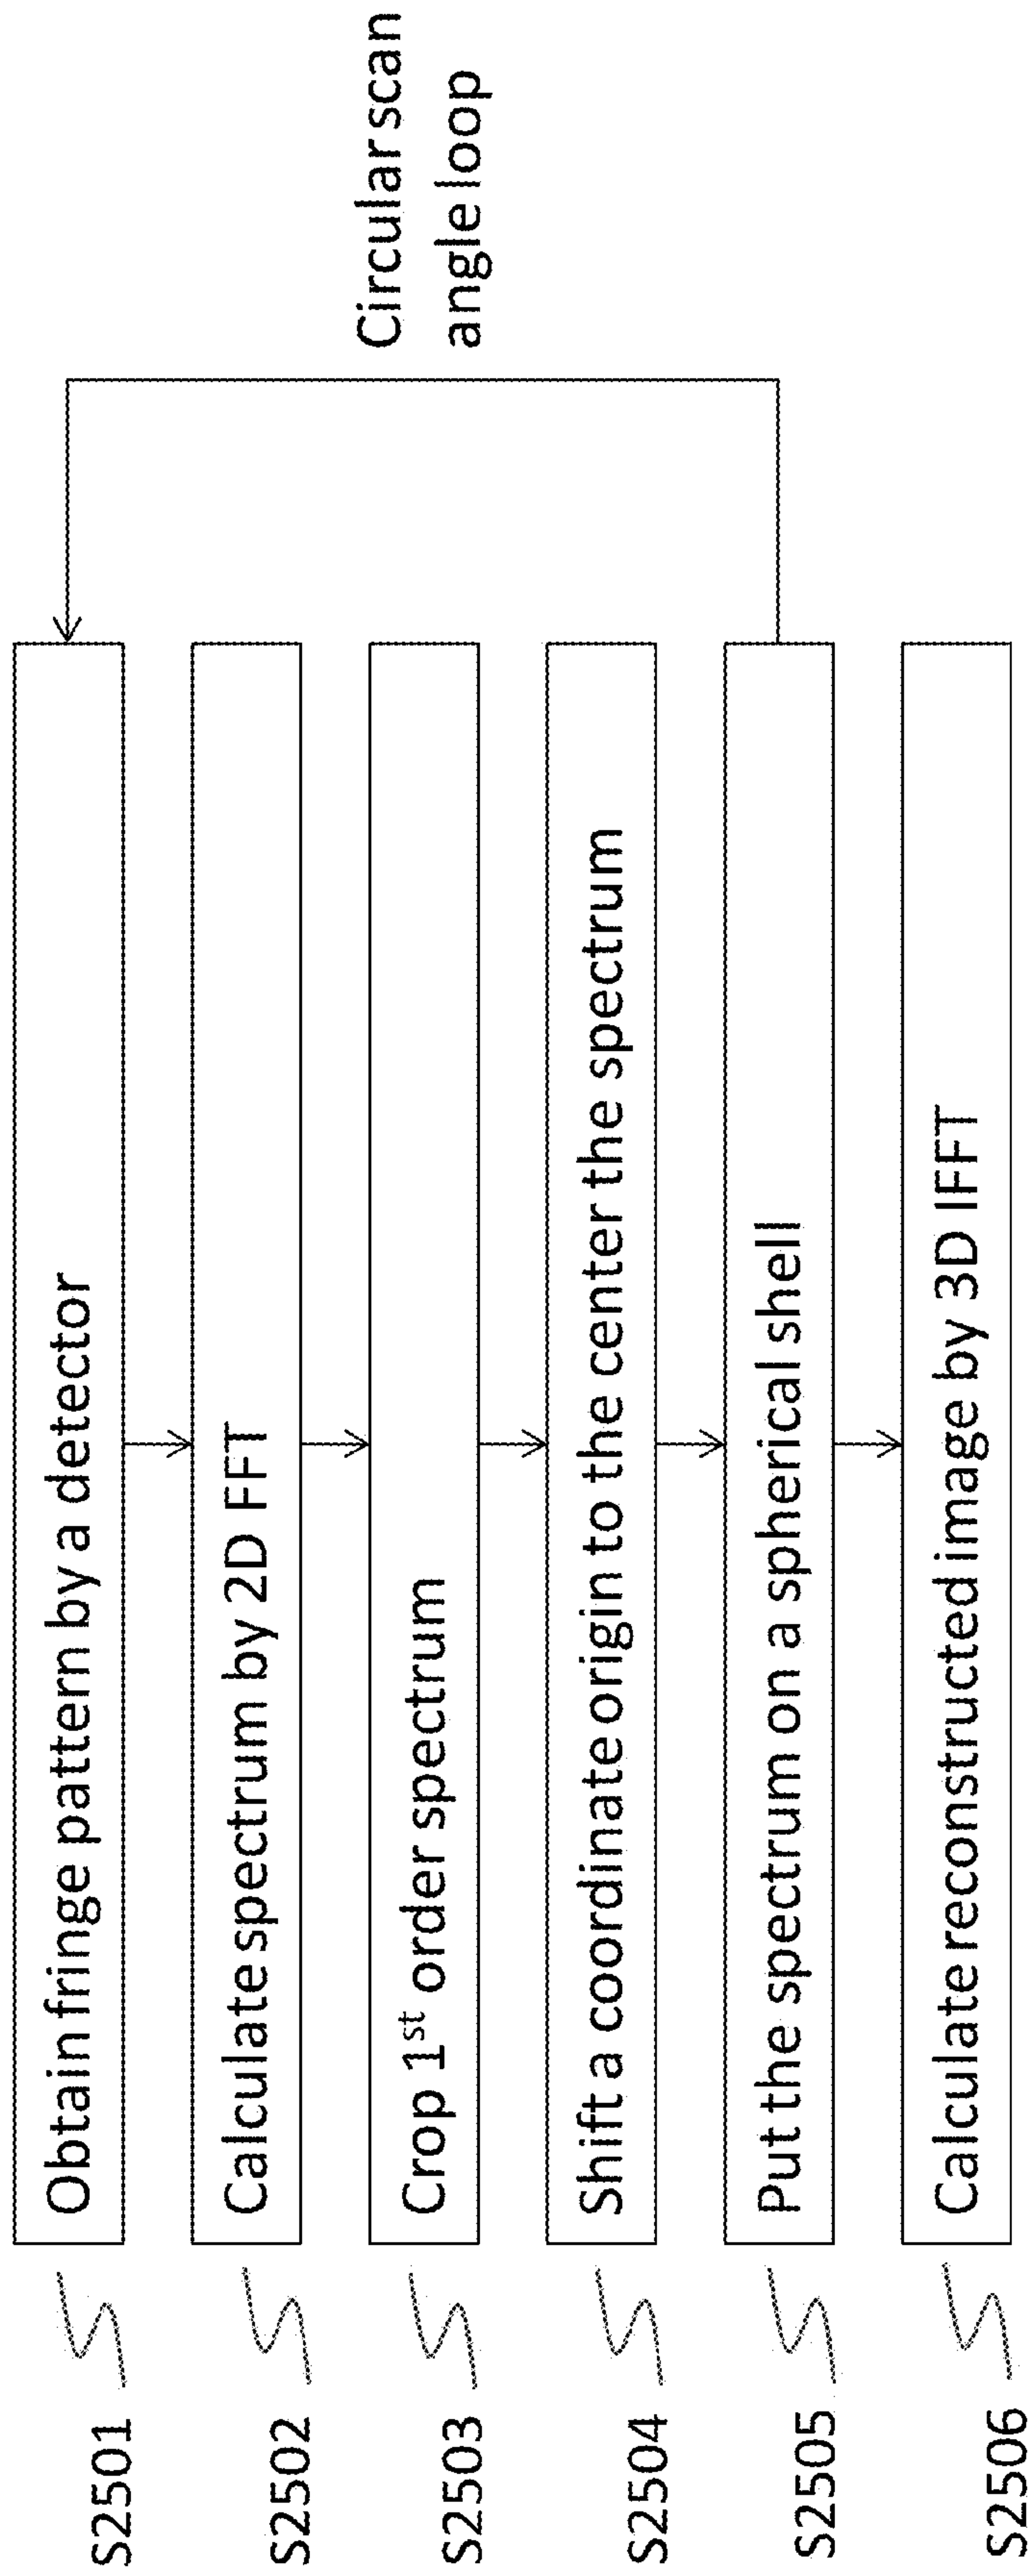 S2501
Obtain fringe pattern by a detector
S2502
Calculate spectrum by 2D FFT
S2503
Crop 1st order spectrum
S2504
Shift a coordinate origin to the center the spectrum
S2505
Put the spectrum on a spherical shell
S2506
Calculate reconstructed image by 3D IFFT
Circular scan
angle loop